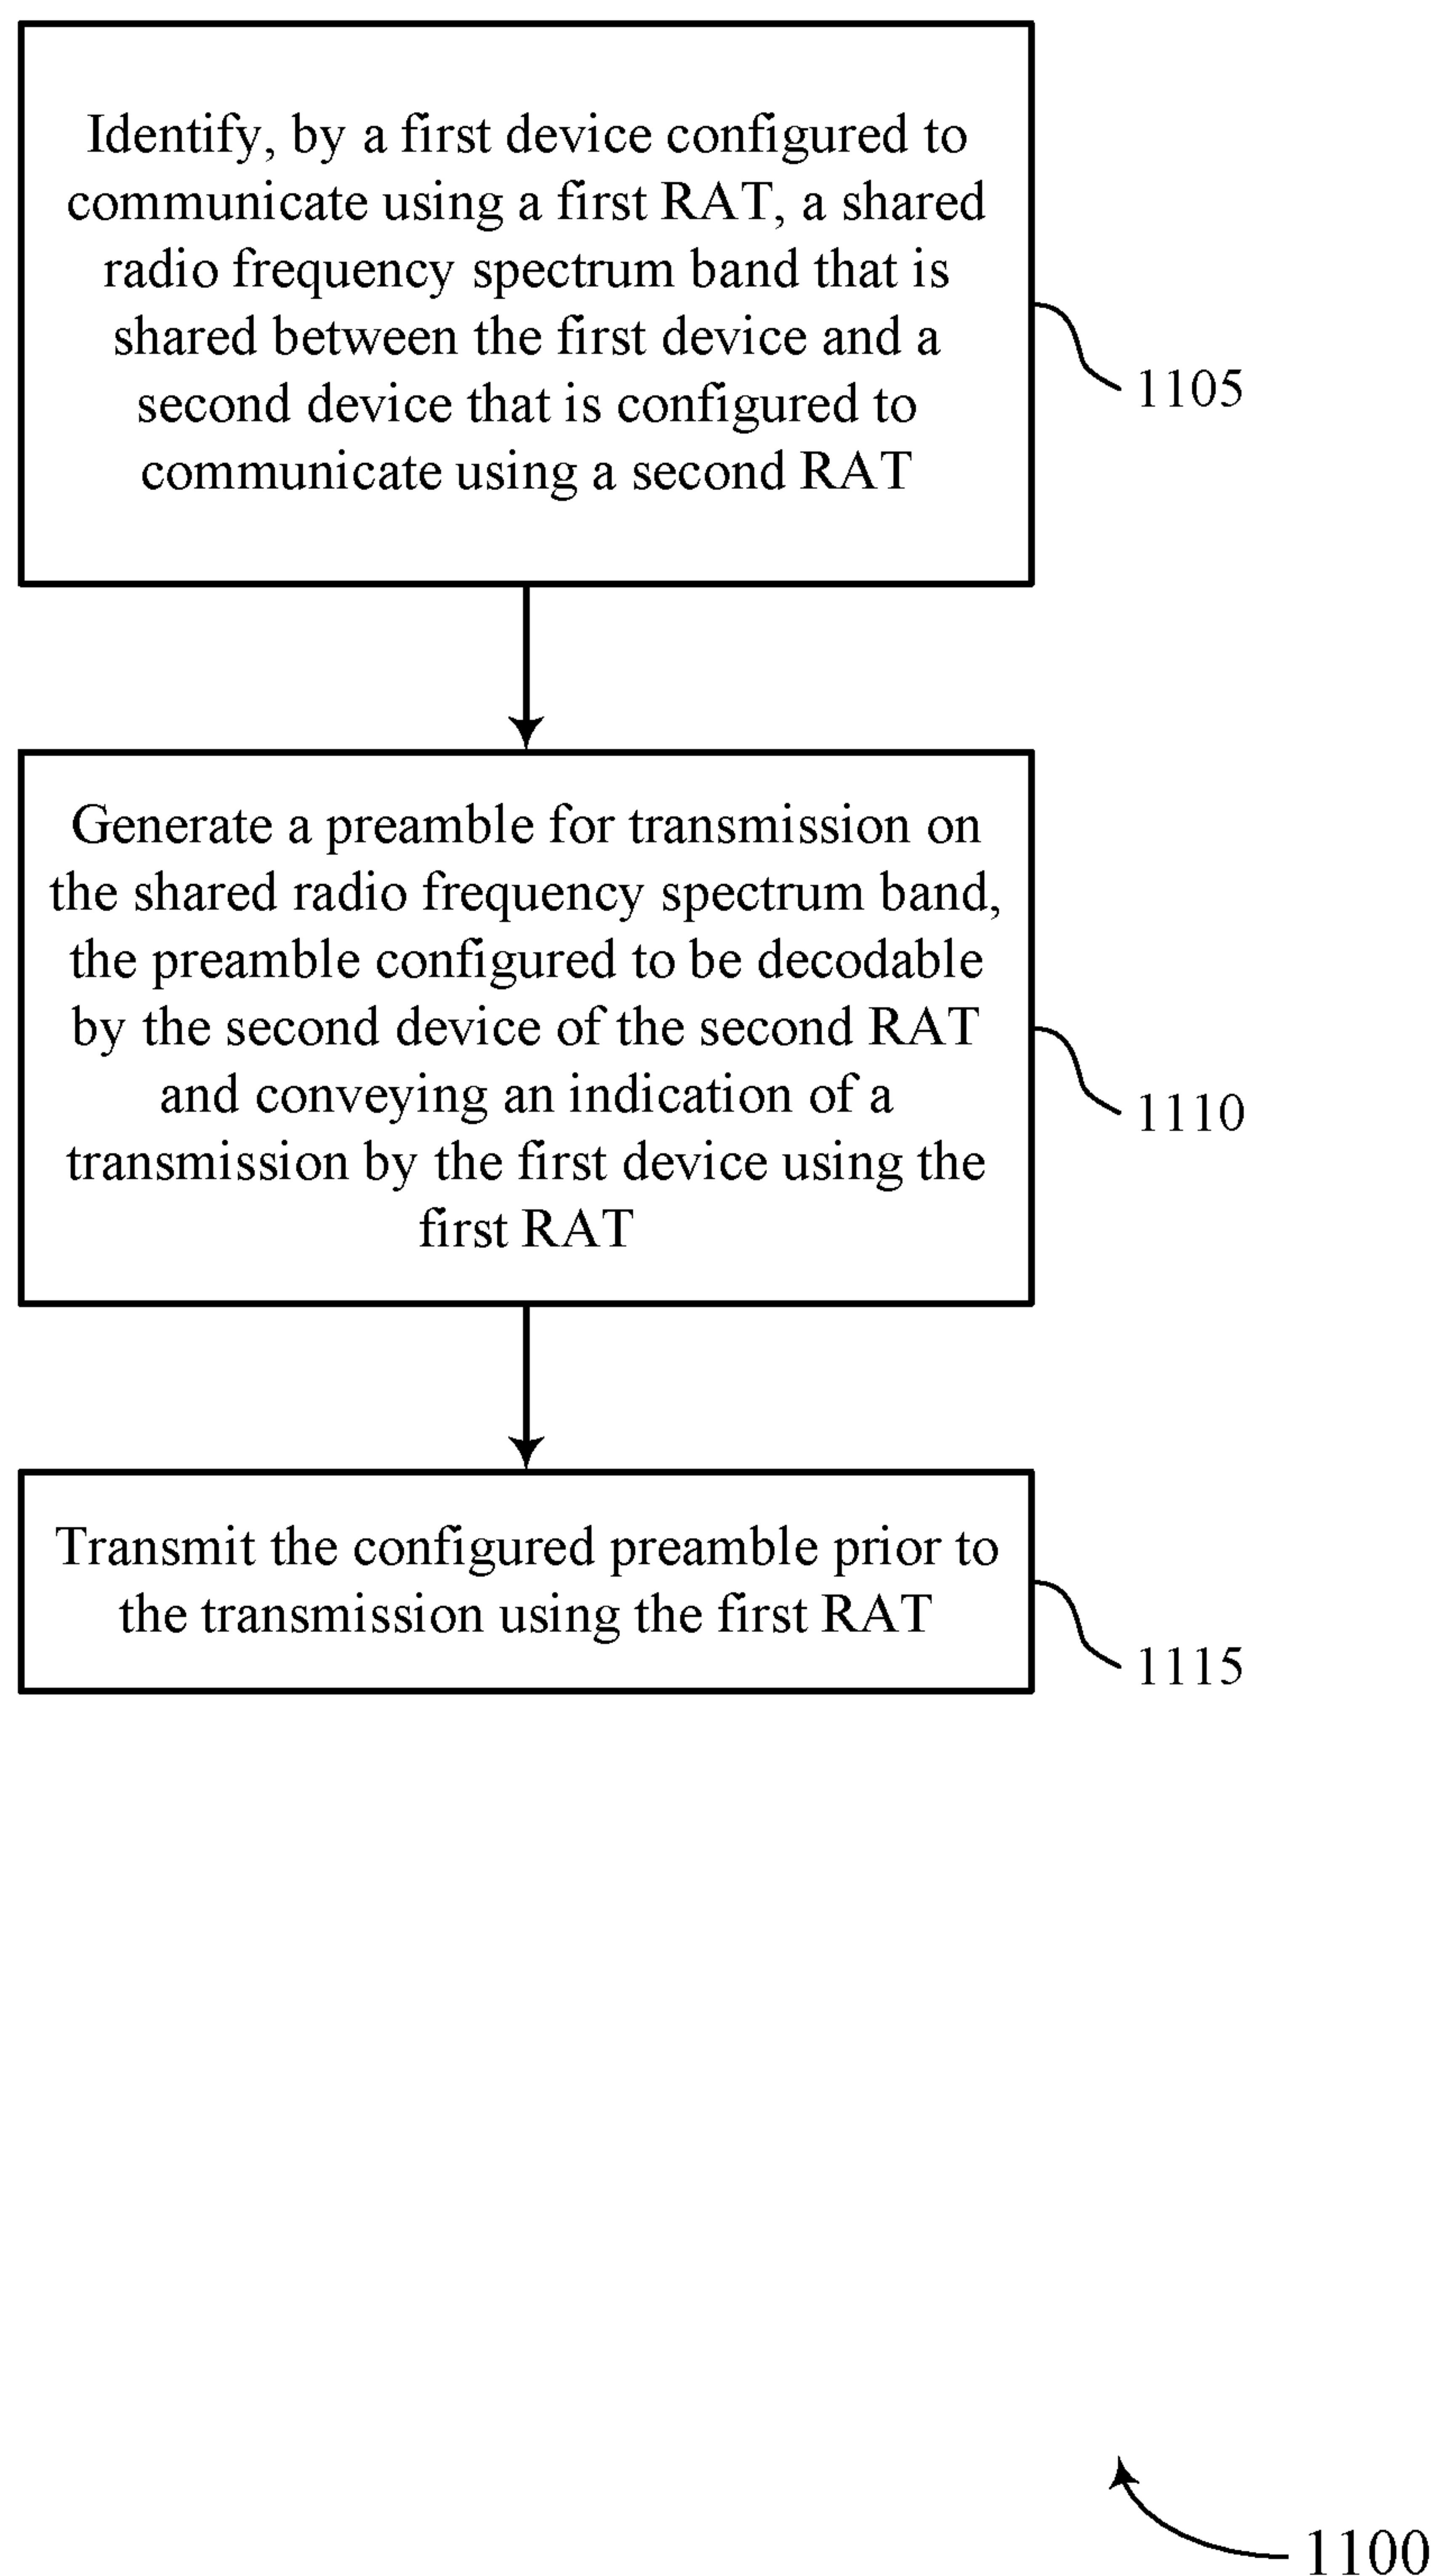 Identify, by a first device configured to
communicate using a first RAT, a shared
radio frequency spectrum band that is
shared between the first device and a
second device that is configured to
communicate using a second RAT
1105
Generate a preamble for transmission on
the shared radio frequency spectrum band,
the preamble configured to be decodable
by the second device of the second RAT
and conveying an indication of a
transmission by the first device using the
first RAT
1110
Transmit the configured preamble prior to
the transmission using the first RAT
1115
1100